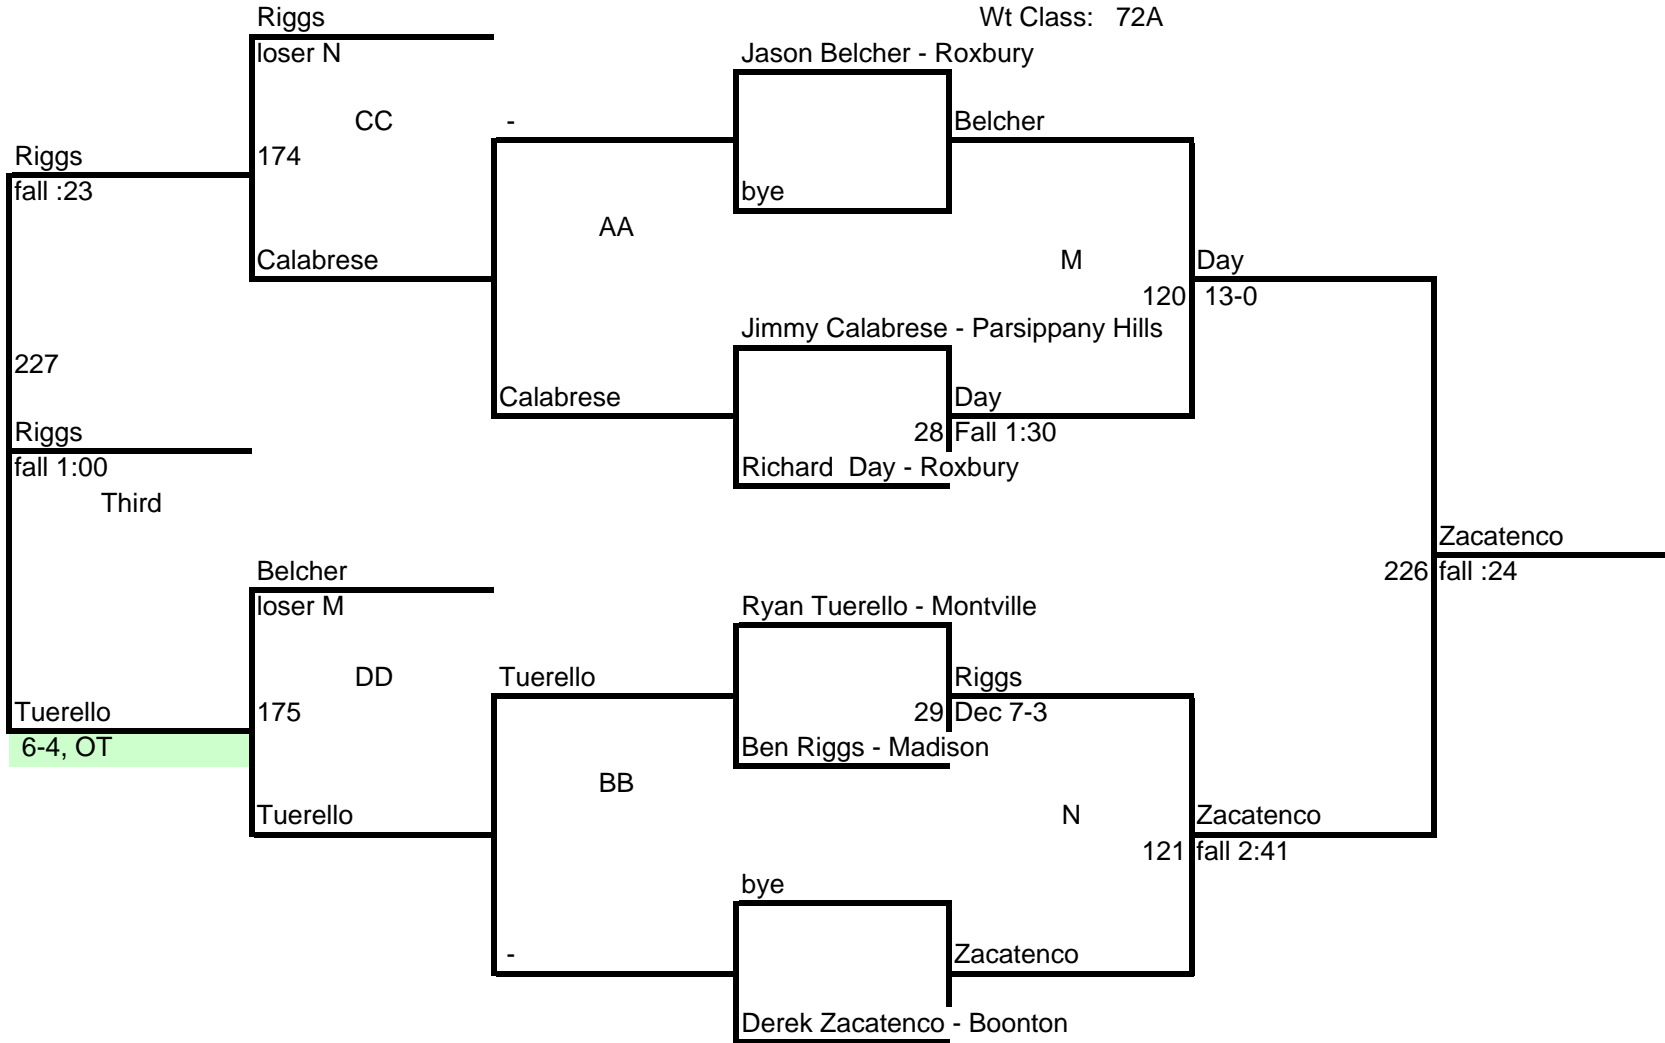 Riggs
Wt Class: 72A
loser N
Jason Belcher - Roxbury
CC
-
Belcher
Riggs
174
fall :23
bye
AA
Calabrese
M
Day
120
13-0
Jimmy Calabrese - Parsippany Hills
227
Calabrese
Day
Riggs
28
Fall 1:30
fall 1:00
Richard  Day - Roxbury
Third
Zacatenco
Belcher
226
fall :24
loser M
Ryan Tuerello - Montville
DD
Tuerello
Riggs
Tuerello
175
29
Dec 7-3
6-4, OT
Ben Riggs - Madison
BB
Tuerello
N
Zacatenco
121
fall 2:41
bye
-
Zacatenco
Derek Zacatenco - Boonton